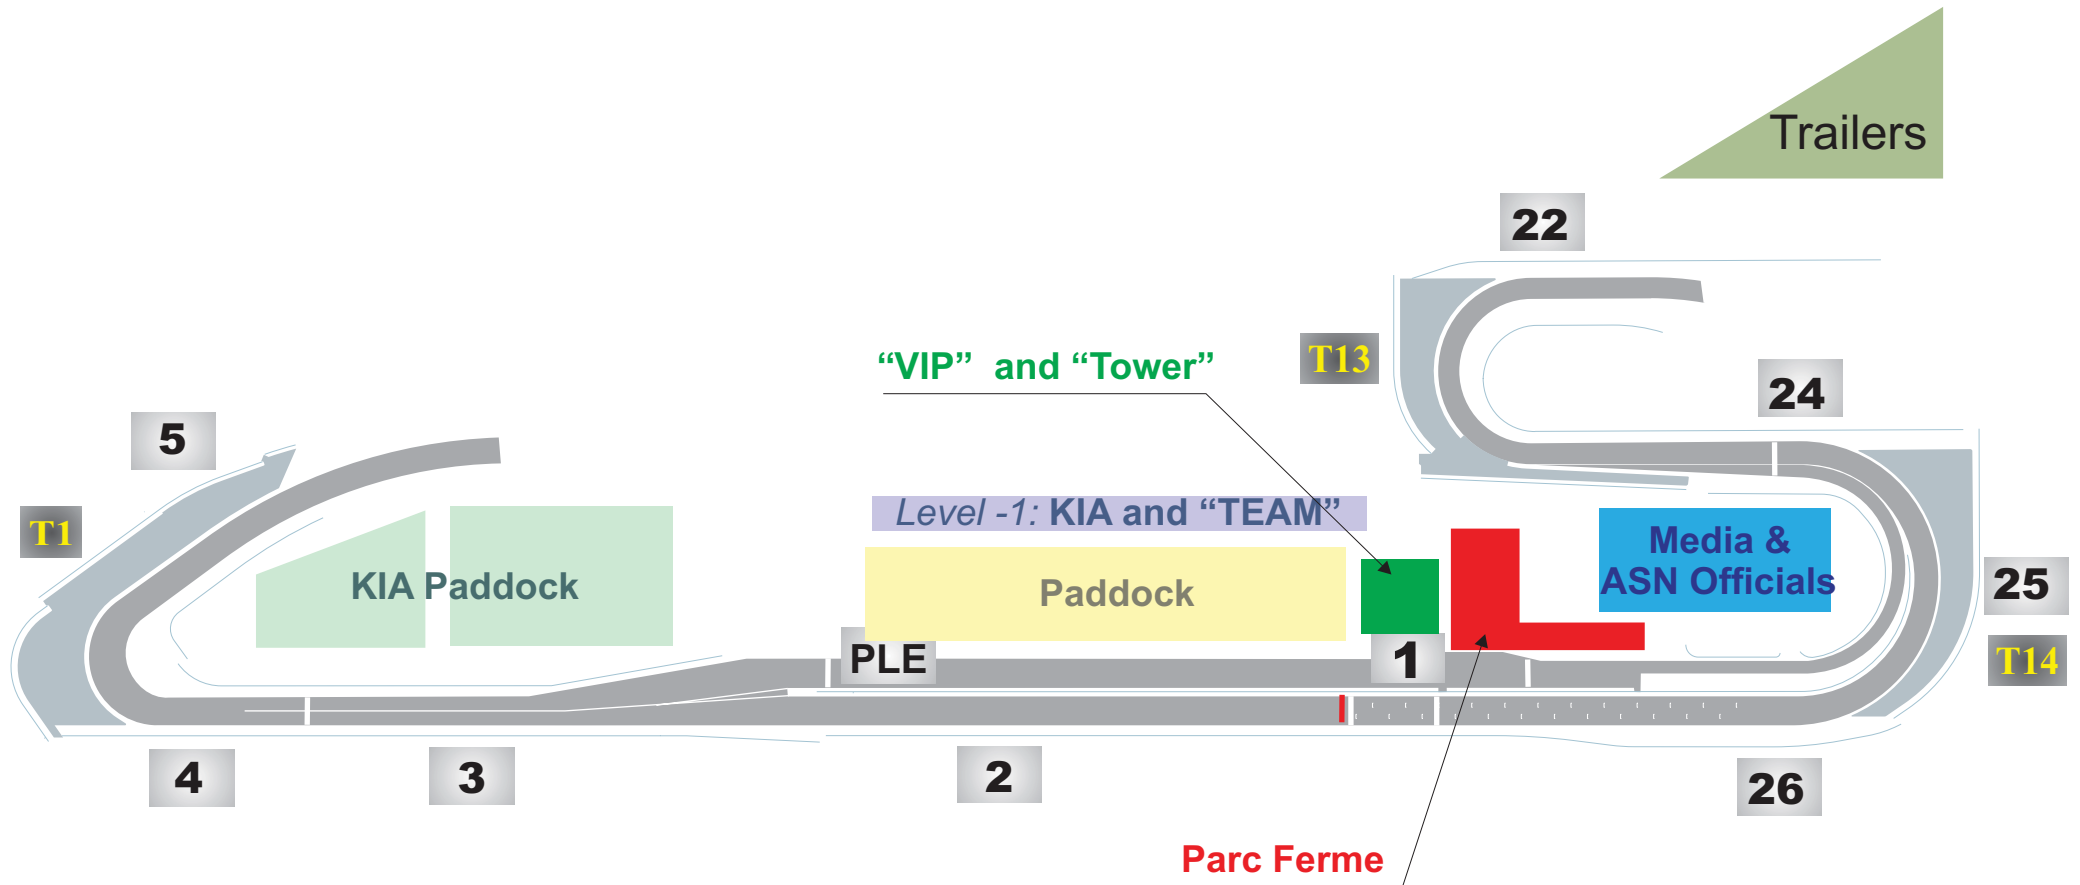 Trailers
22
“VIP” and “Tower”
T13
24
5
T1
Level -1: KIA and “TEAM”
Media &
ASN Officials
KIA Paddock
Paddock
25
PLE
1
T14
4
3
2
26
Parc Ferme